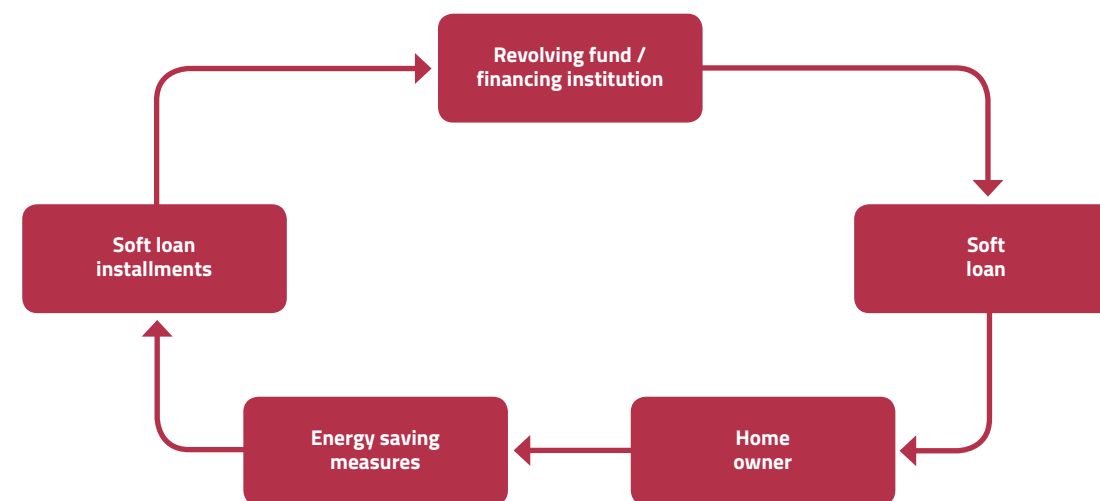 Revolving fund /
financing institution
Soft loan
installments
Soft
loan
Energy saving
measures
Home
owner